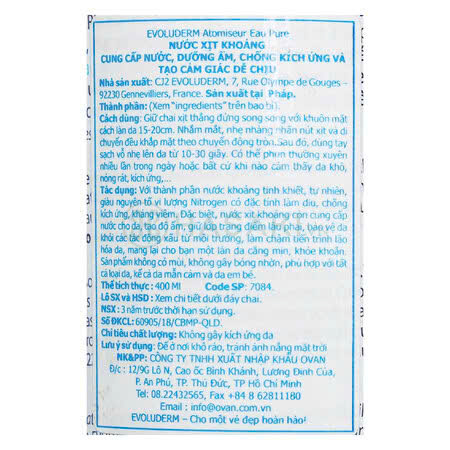 EVOLUDERM Atomiseur Eau Pure
NƯỚC XỊT KHOÁNG
CUNG CẤP NƯỚC, DƯỠNG ẨM, CHỐNG KÍCH ỨNG VÀ
TẠO CẢM GIÁC DỄ CHỊU
Nhà sản xuất: CJ2 EVOLUDERM, 7, Rue Olympe de Gouges –
92230 Gennevilliers, France. Sản xuất tại Pháp.
Thành phần: (Xem "ingredients" trên bao bì).
Cách dùng: Giữ chai xịt thẳng đứng song song với khuôn mặt
cách làn da 15-20cm. Nhắm mắt, nhẹ nhàng nhấn nút xịt và di
chuyển đều khắp mặt theo chuyển động tròn. Sau đó, dùng tay
sạch vỗ nhẹ lên da từ 10-30 giây. Có thể phun thường xuyên
nhiều lần trong ngày hoặc bất cứ khi nào cảm thấy da khô,
nóng rát, kích ứng,...
Tác dụng: Với thành phần nước khoáng tinh khiết, tự nhiên,
giàu nguyên tố vi lượng Nitrogen có đặc tính làm dịu, chống
kích ứng, kháng viêm. Đặc biệt, nước xịt khoáng còn cung cấp
nước cho da, tạo độ ẩm, giữ lớp trang điểm lâu phai, bảo vệ da
khỏi các tác động xấu từ môi trường, làm chậm tiến trình lão
hóa da, mang lại cho bạn một làn da căng mịn, khỏe khoắn.
Sản phẩm không có mùi, không gây bóng nhờn, phù hợp với tất
cả loại da, kể cả da mẫn cảm và da em bé.
Thể tích thực: 400 Ml Code SP: 7084.
Lô SX và HSD: Xem chi tiết dưới đáy chai.
NSX: 3 năm trước thời hạn sử dụng.
Số ĐKCL: 60905/18/CBMP-QLD.
Chỉ tiêu chất lượng: Không gây kích ứng da
Lưu ý sử dụng: Để ở nơi khô ráo, tránh ánh nắng mặt trời
NK&PP: CÔNG TY TNHH XUẤT NHẬP KHẨU OVAN
Đ/c: 12/9G Lô N, Cao ốc Bình Khánh, Lương Định Của,
P. An Phú, TP. Thủ Đức, TP Hồ Chí Minh
Tel: 08.22432565, Fax +84 8 62811180
Email : info@ovan.com.vn
EVOLUDERM – Cho một vẻ đẹp hoàn hảo!